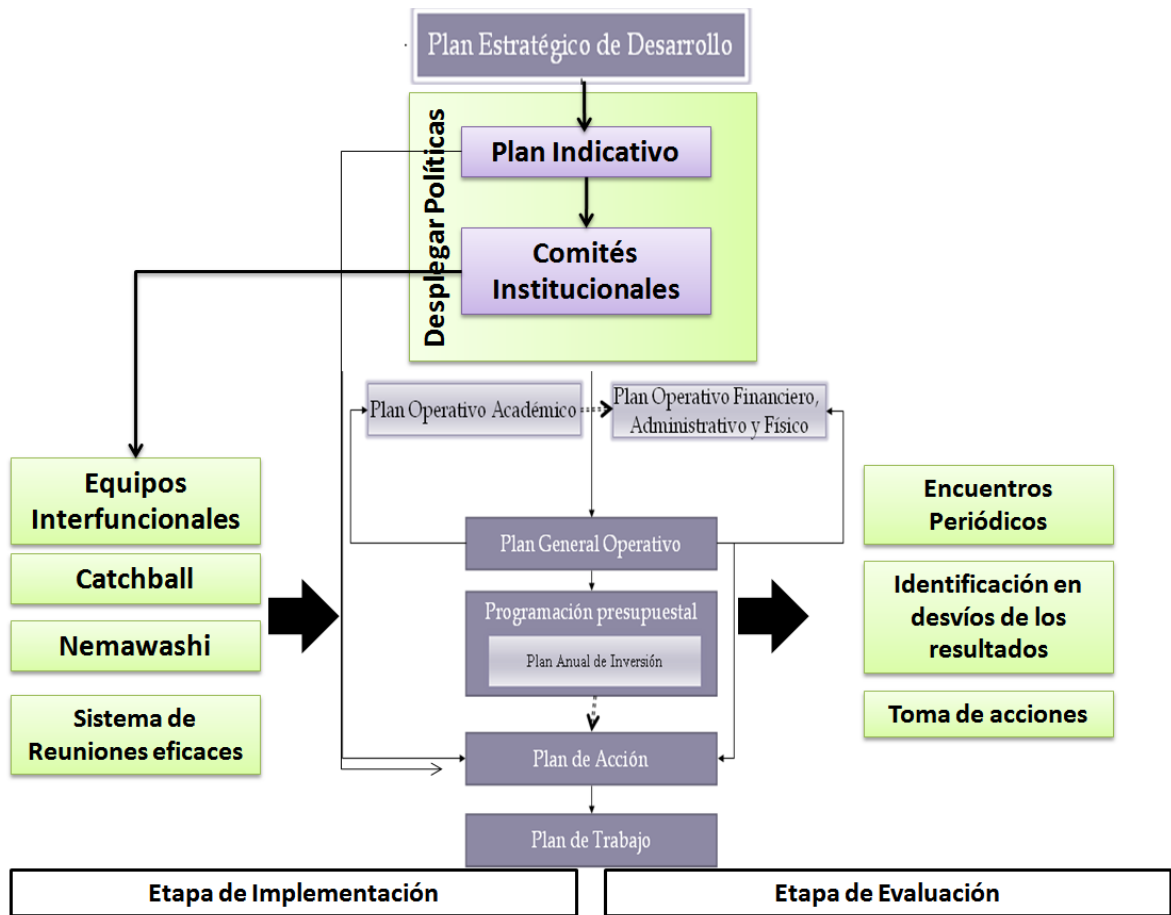 Plan Estratégico de Desarrollo
Desplegar Políticas
Plan Indicativo
Comités
Institucionales
Plan Operativo Académico
Plan Operativo Financiero,
Administrativo y Físico
Equipos
Interfuncionales
Catchball
Nemawashi
Sistema de
Reuniones eficaces
Plan General Operativo
Programación presupuestal
Plan Anual de Inversión
Plan de Acción
Plan de Trabajo
Encuentros
Periódicos
Identificación en
desvíos de los
resultados
Toma de acciones
Etapa de Implementación
Etapa de Evaluación